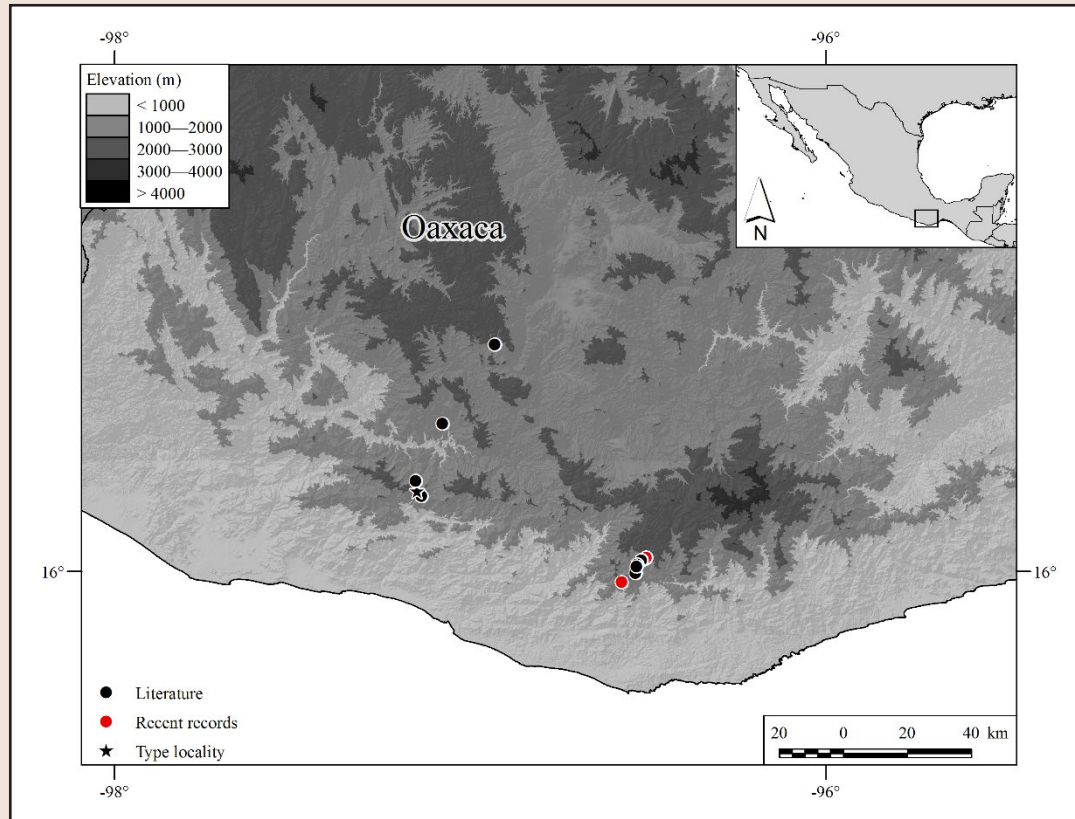 -98° -96°
Elevation (m)
< 1000
1000—2000
2000—3000
3000—4000
> 4000
N
Oaxaca
16° 16°
Literature
Recent records
Type locality
20 0 20 40 km
-98° -96°